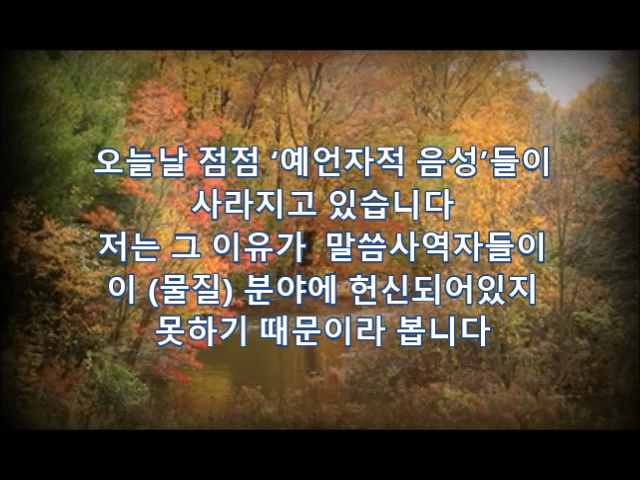 오늘날 점점 ‘예언자적 음성’들이
사라지고 있습니다
저는 그 이유가 말씀사역자들이
이 (물질) 분야에 헌신되어있지
못하기 때문이라 봅니다